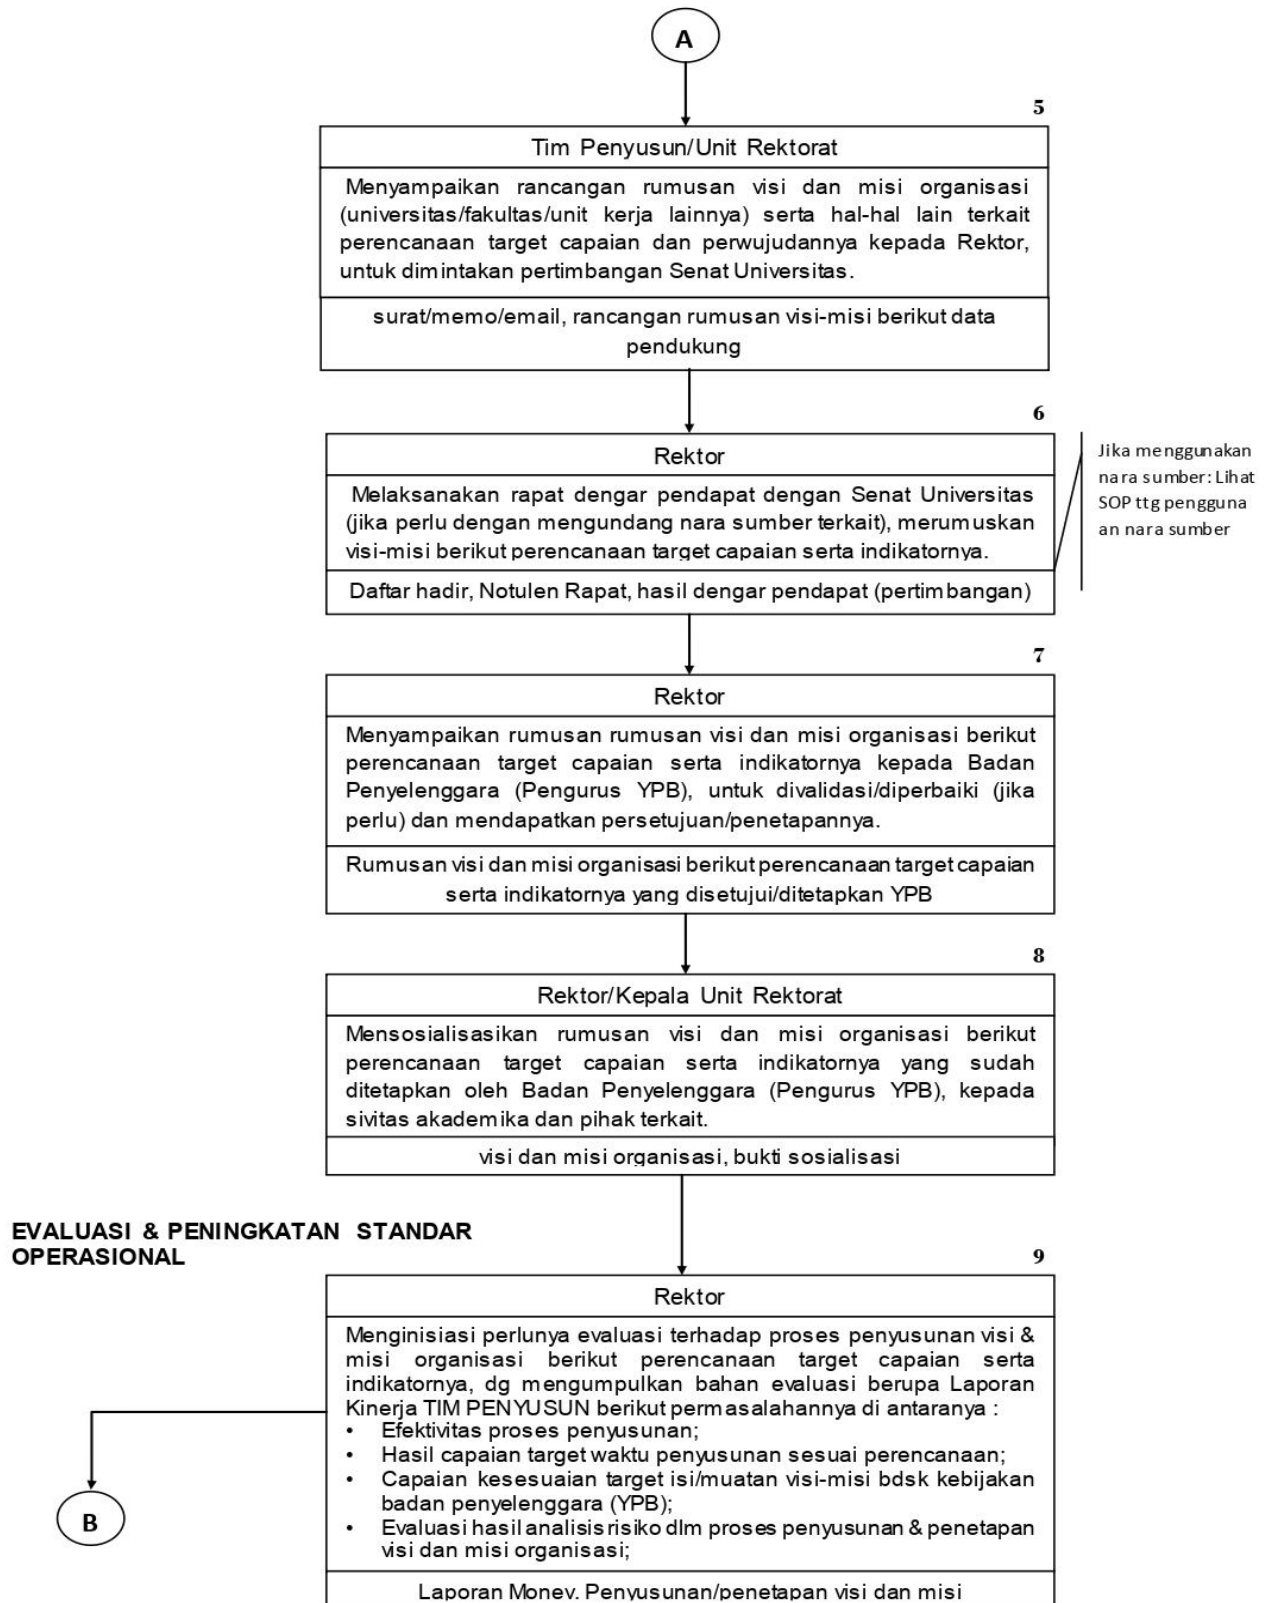 A
5
Tim Penyusun/Unit Rektorat
Menyampaikan rancangan rumusan visi dan misi organisasi
(universitas/fakultas/unit kerja lainnya) serta hal-hal lain terkait
perencanaan target capaian dan perwujudannya kepada Rektor,
untuk dimintakan pertimbangan Senat Universitas.
surat/memo/email, rancangan rumusan visi-misi berikut data
pendukung
6
Rektor
Melaksanakan rapat dengar pendapat dengan Senat Universitas
(jika perlu dengan mengundang nara sumber terkait), merumuskan
visi-misi berikut perencanaan target capaian serta indikatornya.
Daftar hadir, Notulen Rapat, hasil dengar pendapat (pertimbangan)
Jika menggunakan
nara sumber: Lihat
SOP ttg pengguna
an nara sumber
7
Rektor
Menyampaikan rumusan rumusan visi dan misi organisasi berikut
perencanaan target capaian serta indikatornya kepada Badan
Penyelenggara (Pengurus YPB), untuk divalidasi/diperbaiki (jika
perlu) dan mendapatkan persetujuan/penetapannya.
Rumusan visi dan misi organisasi berikut perencanaan target capaian
serta indikatornya yang disetujui/ditetapkan YPB
8
Rektor/Kepala Unit Rektorat
Mensosialisasikan rumusan visi dan misi organisasi berikut
perencanaan target capaian serta indikatornya yang sudah
ditetapkan oleh Badan Penyelenggara (Pengurus YPB), kepada
sivitas akademika dan pihak terkait.
visi dan misi organisasi, bukti sosialisasi
EVALUASI & PENINGKATAN STANDAR
OPERASIONAL
9
Rektor
Menginisiasi perlunya evaluasi terhadap proses penyusunan visi &
misi organisasi berikut perencanaan target capaian serta
indikatornya, dg mengumpulkan bahan evaluasi berupa Laporan
Kinerja TIM PENYUSUN berikut permasalahannya di antaranya :
• Efektivitas proses penyusunan;
• Hasil capaian target waktu penyusunan sesuai perencanaan;
• Capaian kesesuaian target isi/muatan visi-misi bdsk kebijakan
badan penyelenggara (YPB);
• Evaluasi hasil analisis risiko dlm proses penyusunan & penetapan
visi dan misi organisasi;
Laporan Monev. Penyusunan/penetapan visi dan misi
B